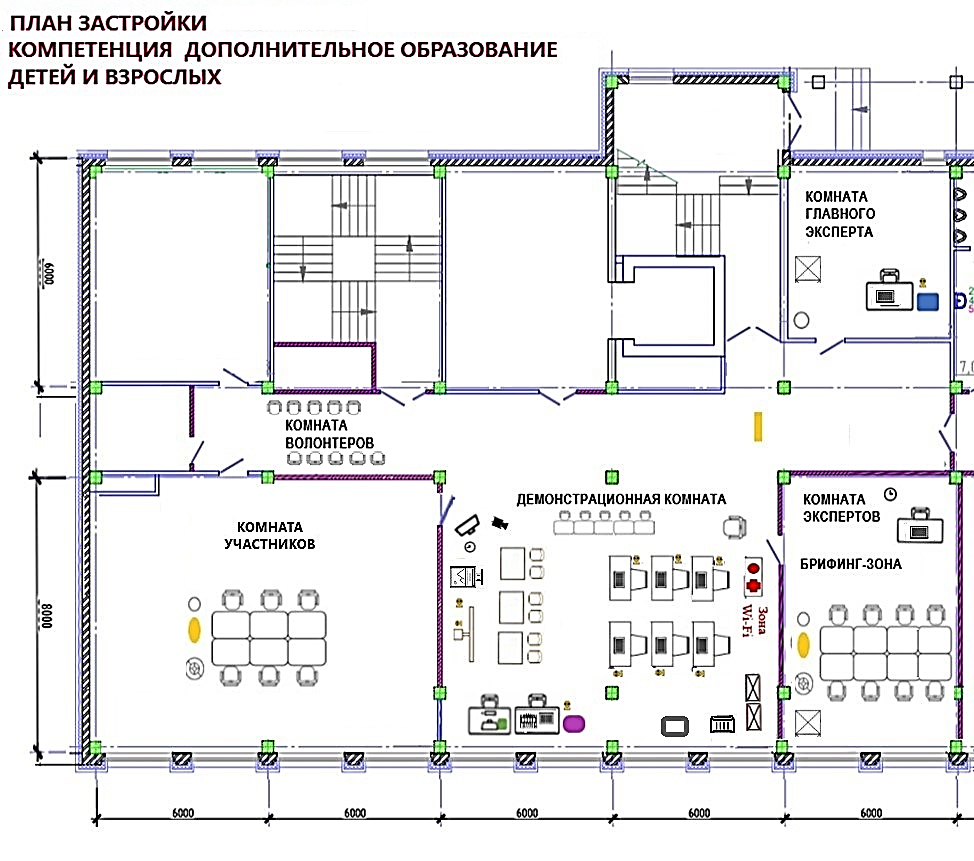 ПЛАН ЗАСТРОЙКИ
КОМПЕТЕНЦИЯ ДОПОЛНИТЕЛЬНОЕ ОБРАЗОВАНИЕ
ДЕТЕЙ И ВЗРОСЛЫХ
КОМНАТА
ГЛАВНОГО
ЭКСПЕРТА
6000
КОМНАТА
ВОЛОНТЕРОВ
КОМНАТА
УЧАСТНИКОВ
ДЕМОНСТРАЦИОННАЯ КОМНАТА
КОМНАТА
ЭКСПЕРТОВ
БРИФИНГ-ЗОНА
Зона
Wi-Fi
8000
6000
6000
6000
6000
6000